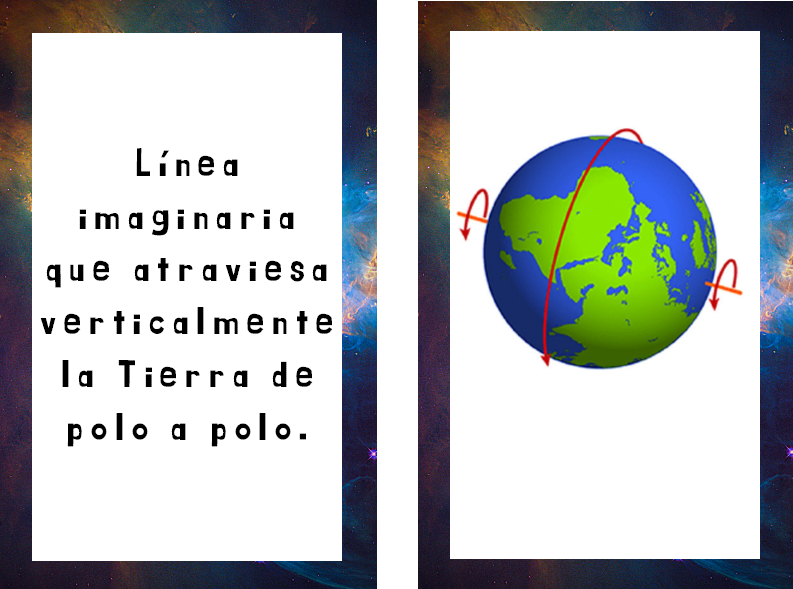 Línea
imaginaria
que atraviesa
verticalmente
la Tierra de
polo a polo.